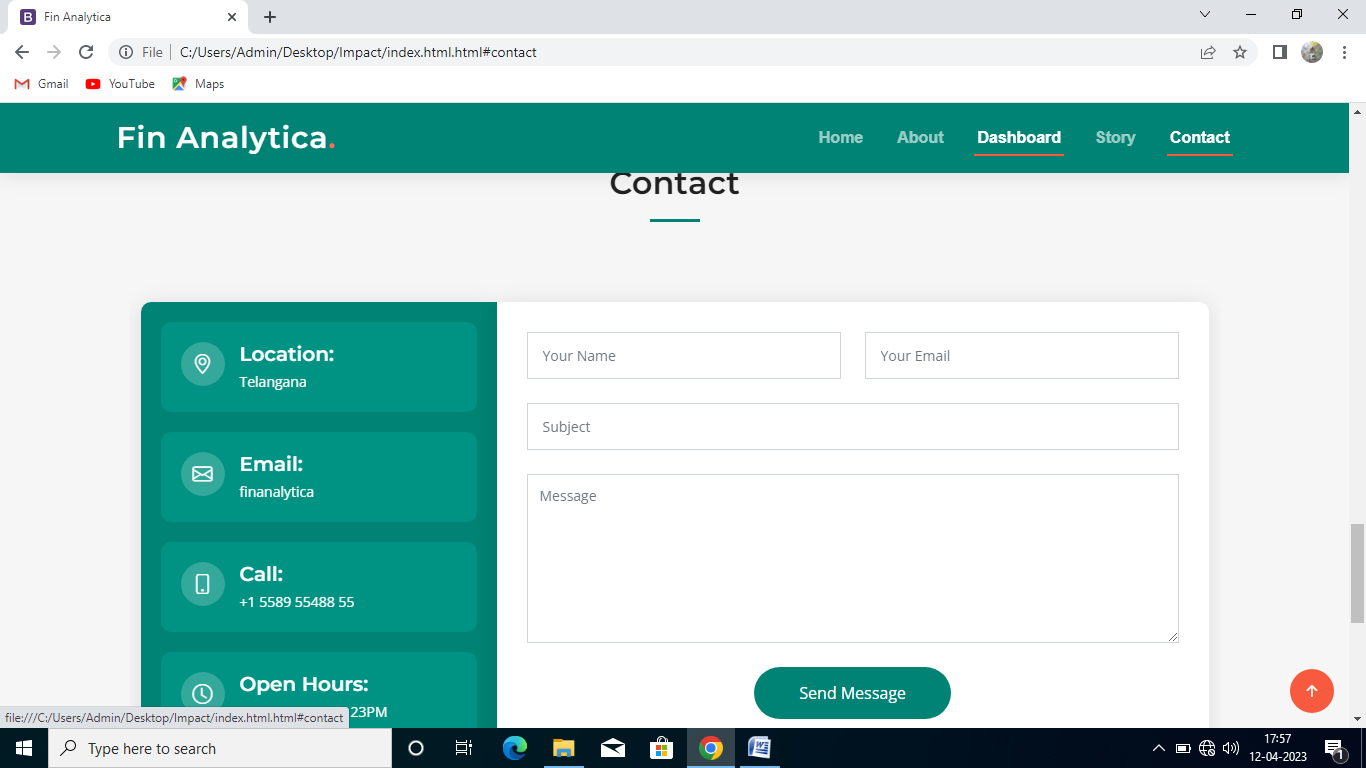 Fin Analytica
File
C:/Users/Admin/Desktop/Impact/index.html.html#contact
Gmail YouTube Maps
Fin Analytica.
Home About Dashboard Story Contact
Contact
Location:
Telangana
Email:
finanalytica
Call:
+1 5589 55488 55
Open Hours:
23PM
Your Name
Your Email
Subject
Message
Send Message
file:///C:/Users/Admin/Desktop/Impact/index.html.html#contact
Type here to search
17:57
12-04-2023
1